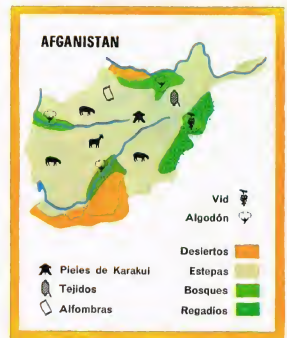 AFGANISTAN
Vid
Algodón
Desiertos
Pieles de Karakul
Estepas
Tejidos
Bosques
Alfombras
Regadíos